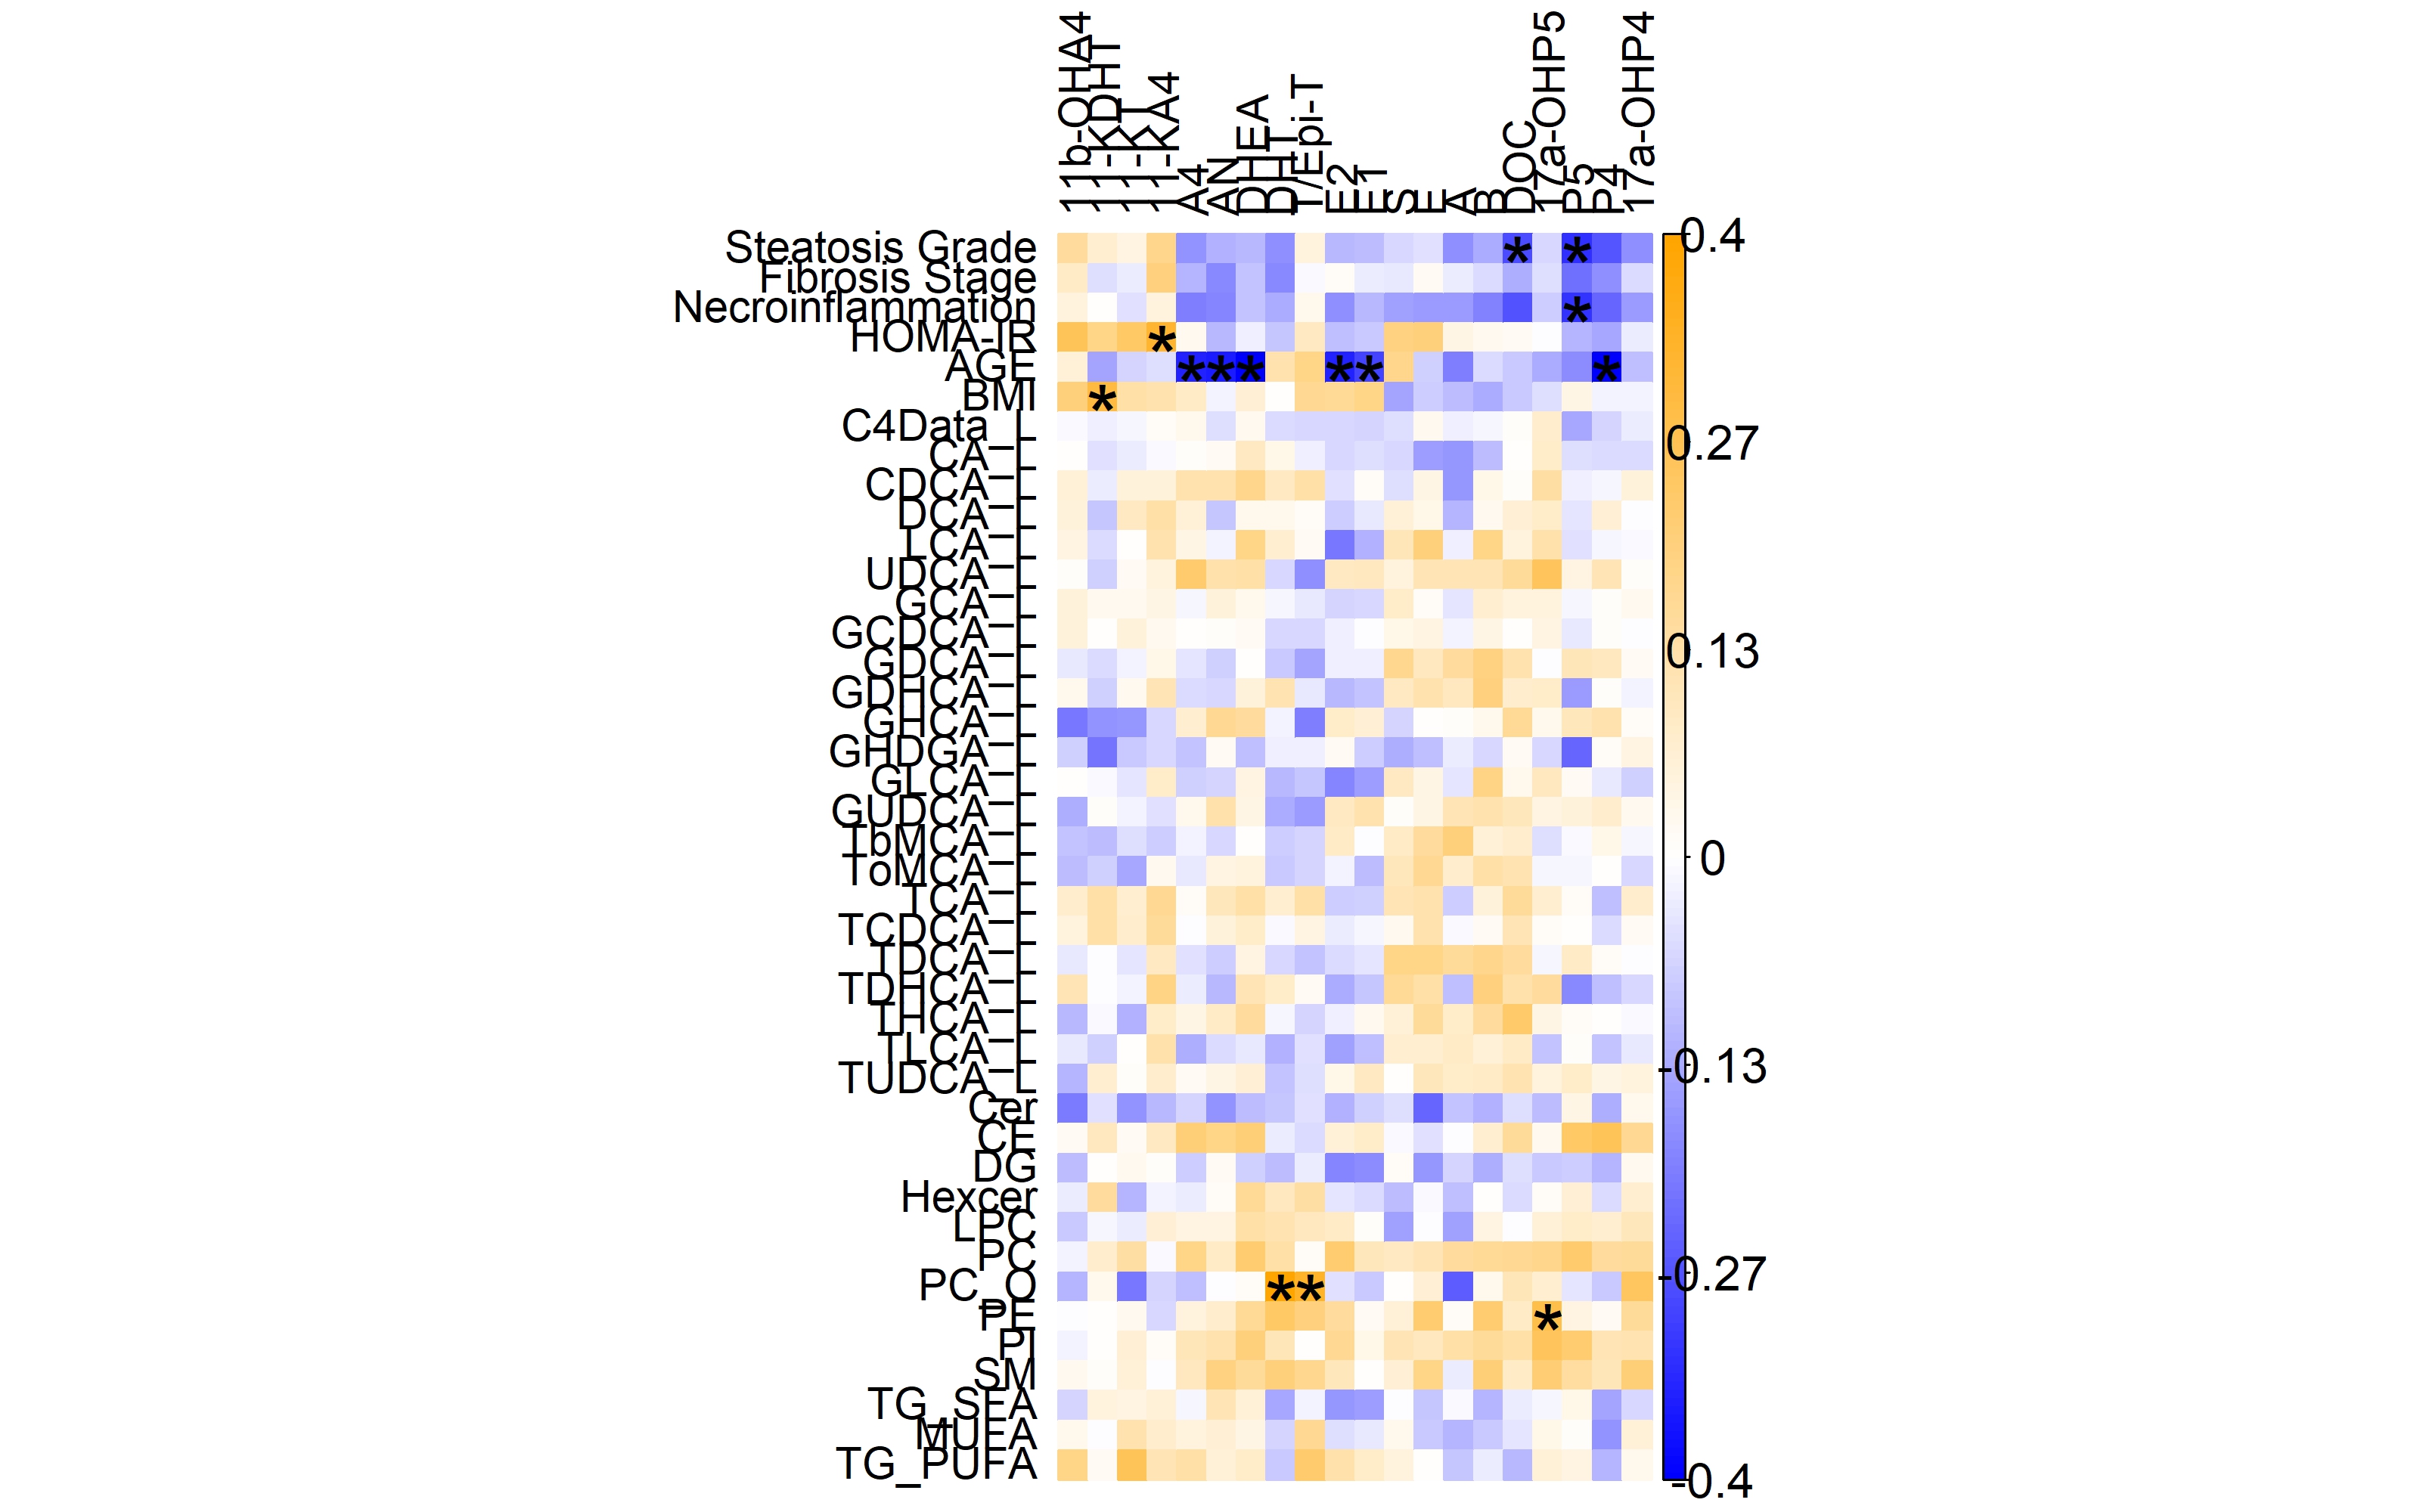 11b-OHA4
11-KDHT
11-KT
11-KA4
A4
AN
DHEA
DHT
T/Epi-T
E2
E1
S
E
A
B
DOC
17a-OHP5
P5
P4
17a-OHP4
Steatosis Grade
Fibrosis Stage
Necroinflammation
HOMA-IR
AGE
BMI
C4Data_L
CA_L
CDCA_L
DCA_L
LCA_L
UDCA_L
GCA_L
GCDCA_L
GDCA_L
GDHCA_L
GHCA_L
GHDGA_L
GLCA_L
GUDCA_L
TbMCA_L
ToMCA_L
TCA_L
TCDCA_L
TDCA_L
TDHCA_L
THCA_L
TLCA_L
TUDCA_L
Cer
CE
DG
Hexcer
LPC
PC
PC_O
PE
PI
SM
TG_SFA
MUFA
TG_PUFA
0.4
0.27
0.13
0
-0.13
-0.27
-0.4